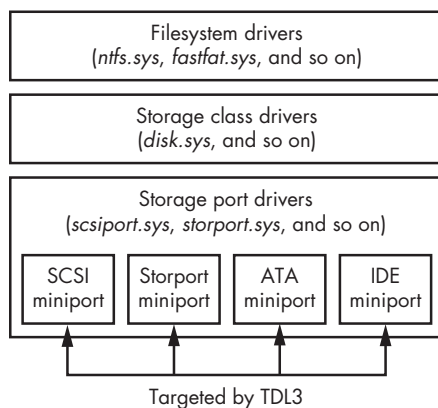 Filesystem drivers
(ntfs.sys, fastfat.sys, and so on)
Storage class drivers
(disk.sys, and so on)
Storage port drivers
(scsiport.sys, storport.sys, and so on)
SCSI
miniport
Storport
miniport
ATA
miniport
IDE
miniport
Targeted by TDL3